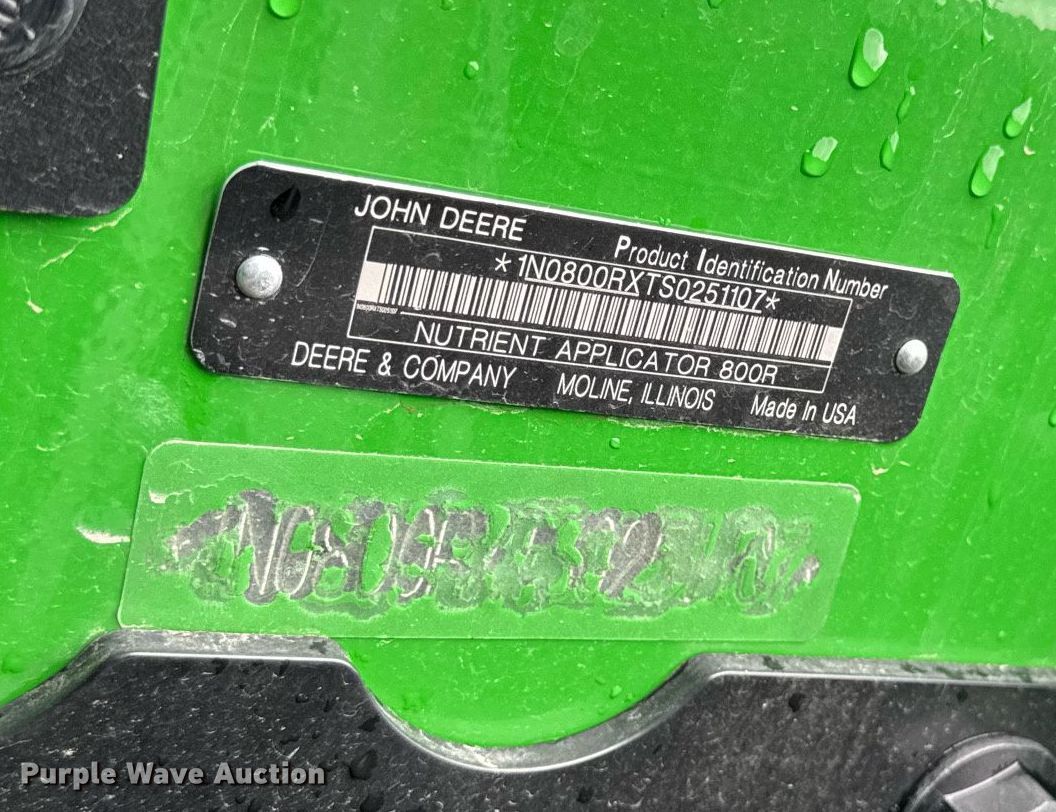 JOHN DEERE
Product Identification Number
*1N0800RXTS0251107*
NUTRIENT APPLICATOR 800R
DEERE & COMPANY MOLINE, ILLINOIS Made In USA
Purple Wave Auction